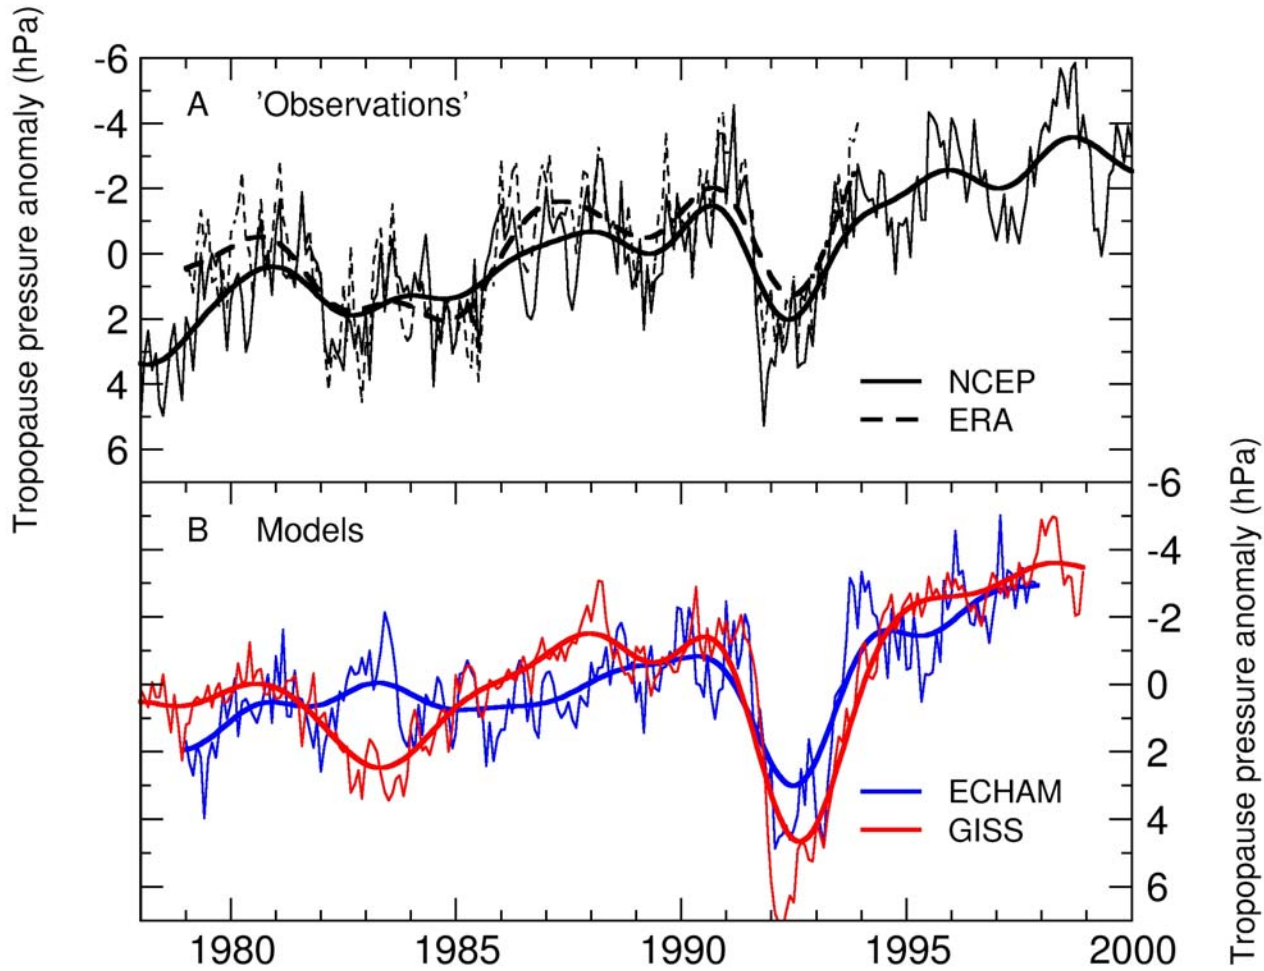 Tropopause pressure anomaly (hPa)
A 'Observations'
-6
-4
-2
0
2
4
6
NCEP
ERA
B Models
-6
-4
-2
0
2
4
6
Tropopause pressure anomaly (hPa)
ECHAM
GISS
1980 1985 1990 1995 2000